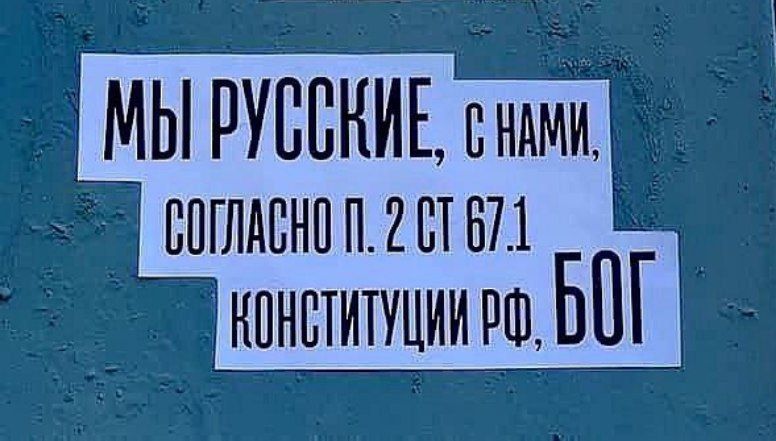 МЫ РУССКИЕ, С НАМИ,
СОГЛАСНО П. 2 СТ 67.1
КОНСТИТУЦИИ РФ, БОГ